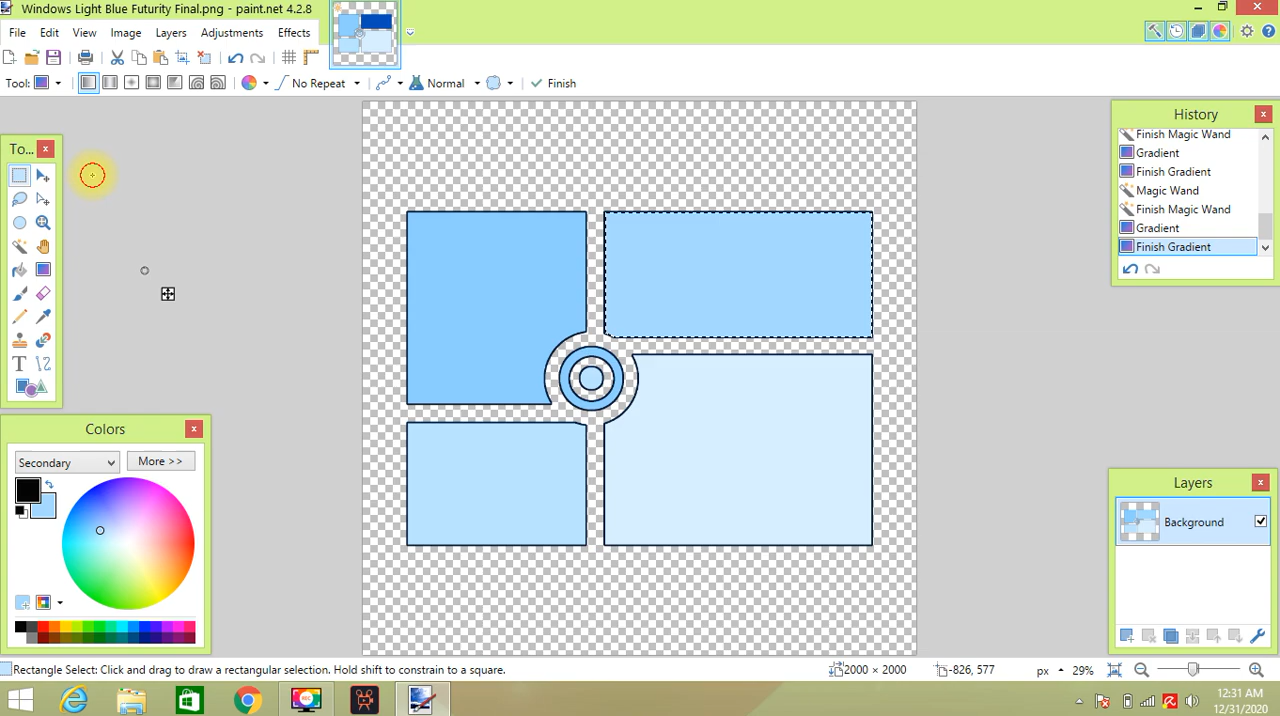 Windows Light Blue Futurity Final.png - paint.net 4.2.8
File Edit View Image Layers Adjustments Effects
Tool: No Repeat Normal Finish
To...
History
Finish Magic Wand
Gradient
Finish Gradient
Magic Wand
Finish Magic Wand
Gradient
Finish Gradient
T
Colors
Secondary More >>
Layers
Background
Rectangle Select: Click and drag to draw a rectangular selection. Hold shift to constrain to a square. 2000 × 2000 -826, 577 px 29%
REC
12:31 AM
12/31/2020